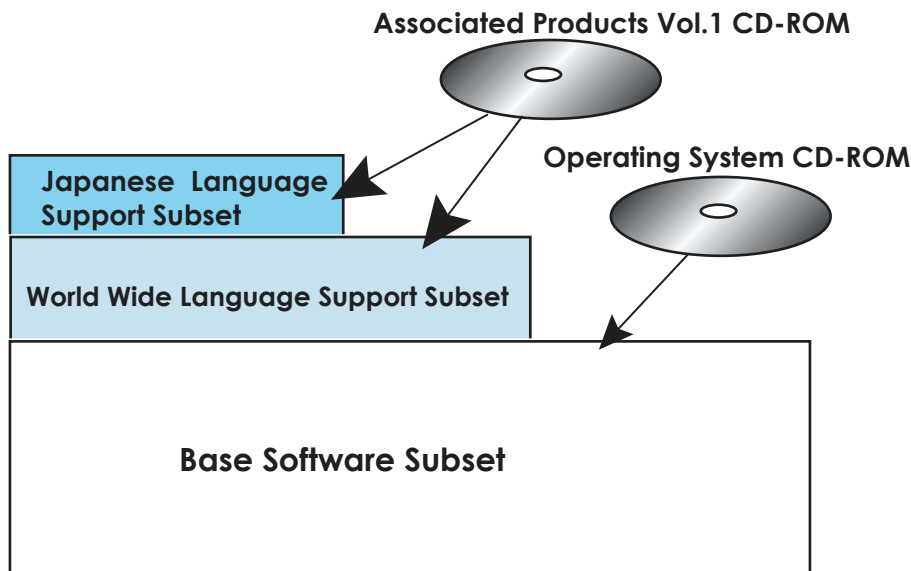 Associated Products Vol.1 CD-ROM
Operating System CD-ROM
Japanese Language
Support Subset
World Wide Language Support Subset
Base Software Subset